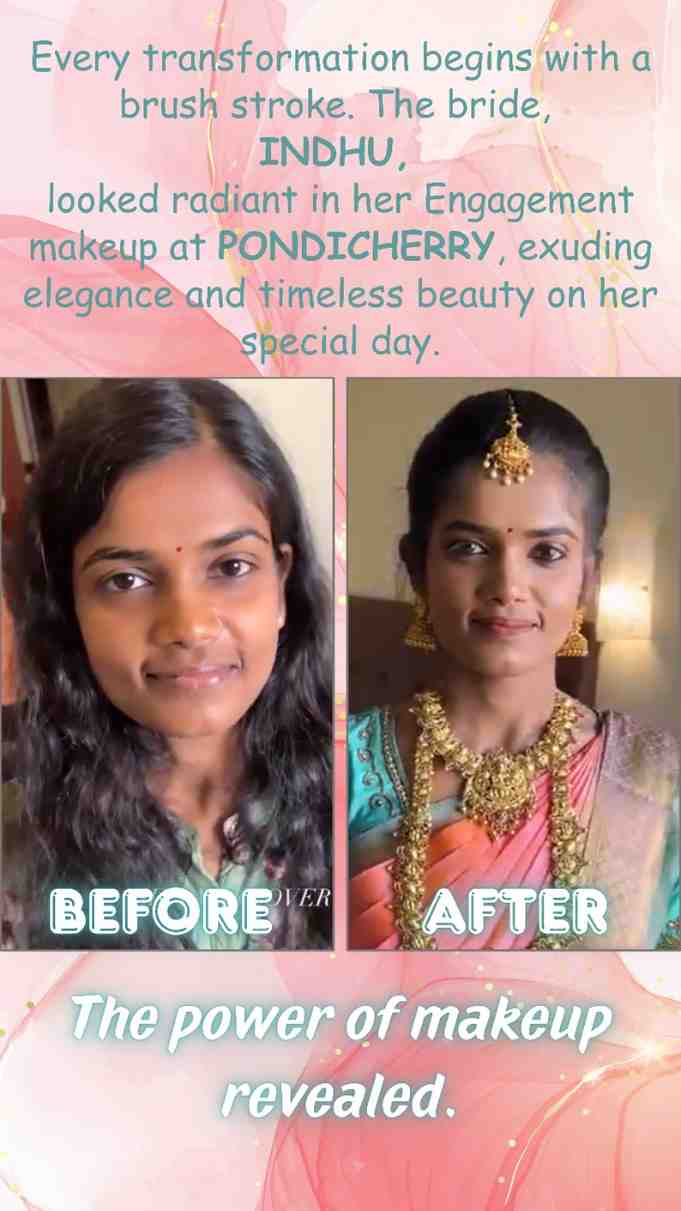 Every transformation begins with a
brush stroke. The bride,
INDHU,
looked radiant in her Engagement
makeup at PONDICHERRY, exuding
elegance and timeless beauty on her
special day.
BEFORE
AFTER
The power of makeup
revealed.